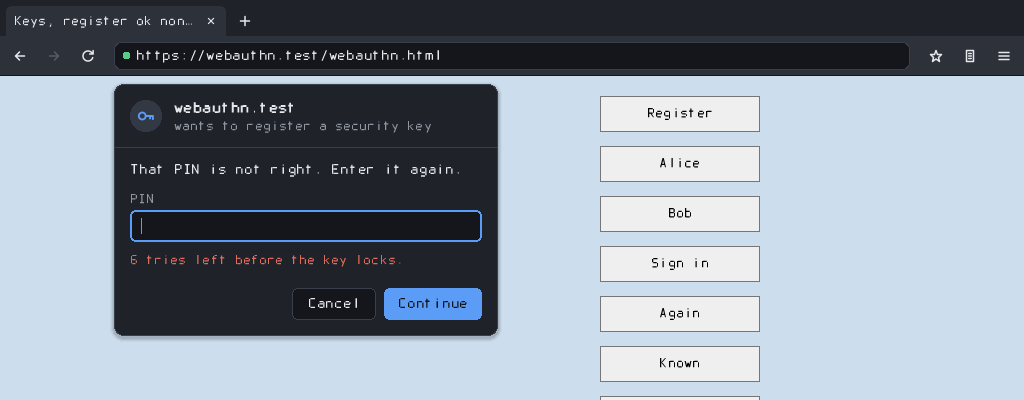 Keys, register ok non…
https://webauthn.test/webauthn.html
webauthn.test
wants to register a security key
That PIN is not right. Enter it again.
PIN
6 tries left before the key locks.
Cancel
Continue
Register
Alice
Bob
Sign in
Again
Known